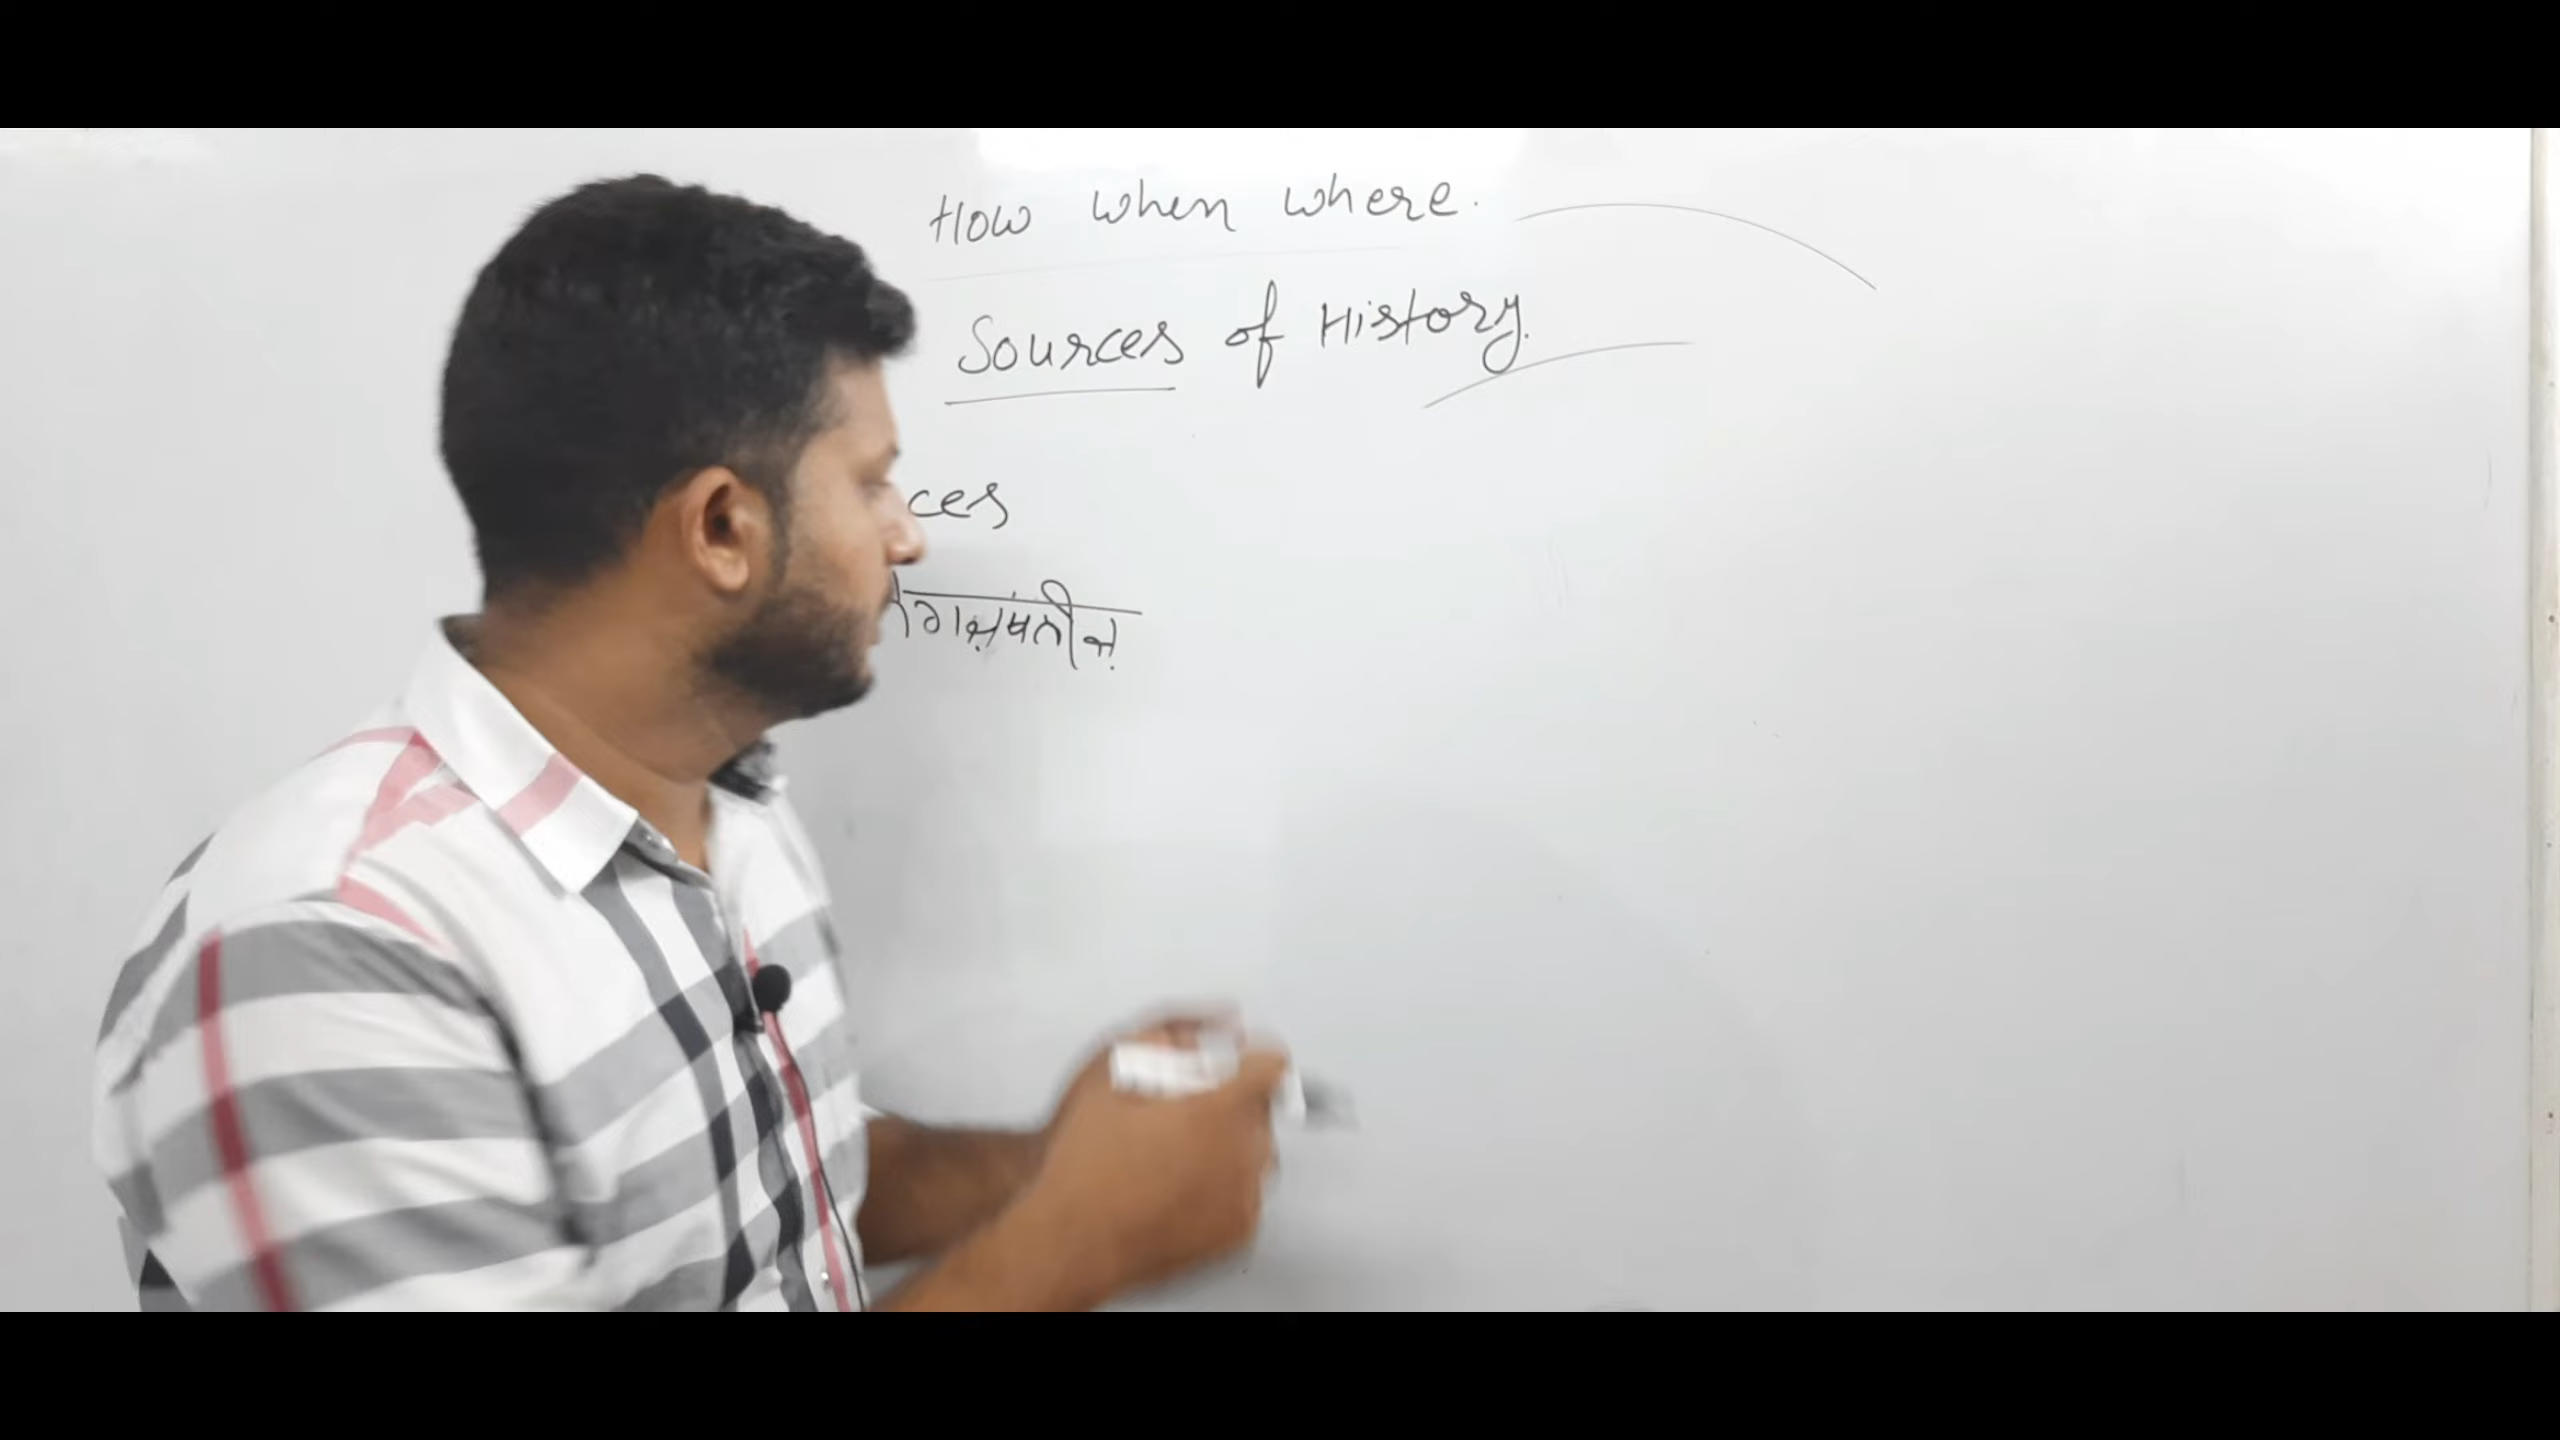 How when where.
Sources of History.
ces